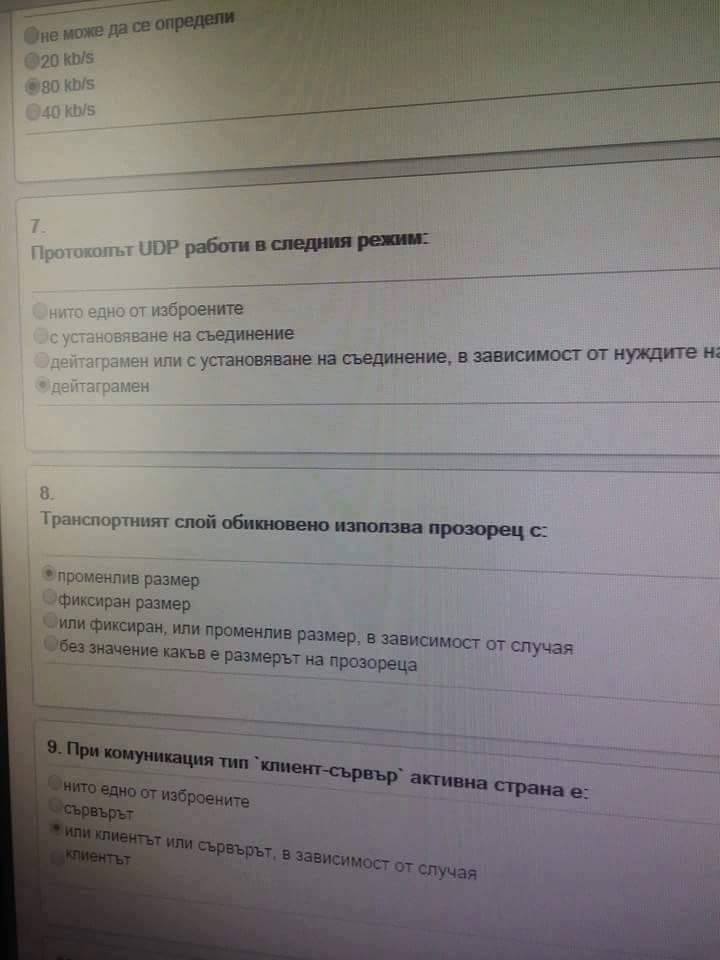 не може да се определи
20 kb/s
80 kb/s
40 kb/s
7.
Протоколът UDP работи в следния режим:
нито едно от изброените
с установяване на съединение
дейтаграмен или с установяване на съединение, в зависимост от нуждите на
дейтаграмен
8.
Транспортният слой обикновено използва прозорец с:
променлив размер
фиксиран размер
или фиксиран, или променлив размер, в зависимост от случая
без значение какъв е размерът на прозореца
9. При комуникация тип `клиент-сървър` активна страна е:
нито едно от изброените
сървърът
или клиентът или сървърът, в зависимост от случая
клиентът